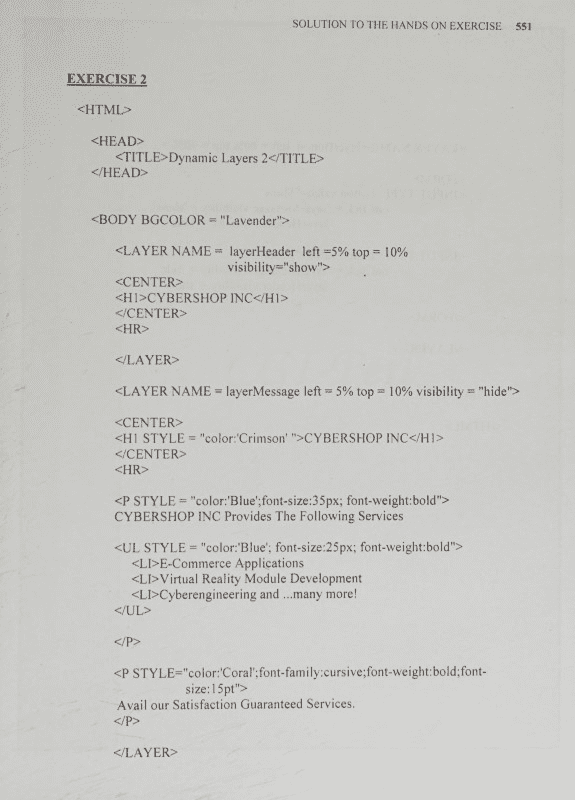 SOLUTION TO THE HANDS ON EXERCISE 551
EXERCISE 2
<HTML>
<HEAD>
<TITLE>Dynamic Layers 2</TITLE>
</HEAD>
<BODY BGCOLOR = "Lavender">
<LAYER NAME = layerHeader left =5% top = 10%
visibility="show">
<CENTER>
<H1>CYBERSHOP INC</H1>
</CENTER>
<HR>
</LAYER>
<LAYER NAME = layerMessage left = 5% top = 10% visibility = "hide">
<CENTER>
<H1 STYLE = "color:'Crimson' ">CYBERSHOP INC</H1>
</CENTER>
<HR>
<P STYLE = "color:'Blue';font-size:35px; font-weight:bold">
CYBERSHOP INC Provides The Following Services
<UL STYLE = "color:'Blue'; font-size:25px; font-weight:bold">
<LI>E-Commerce Applications
<LI>Virtual Reality Module Development
<LI>Cyberengineering and ...many more!
</UL>
</P>
<P STYLE="color:'Coral';font-family:cursive;font-weight:bold;font-
size:15pt">
Avail our Satisfaction Guaranteed Services.
</P>
</LAYER>